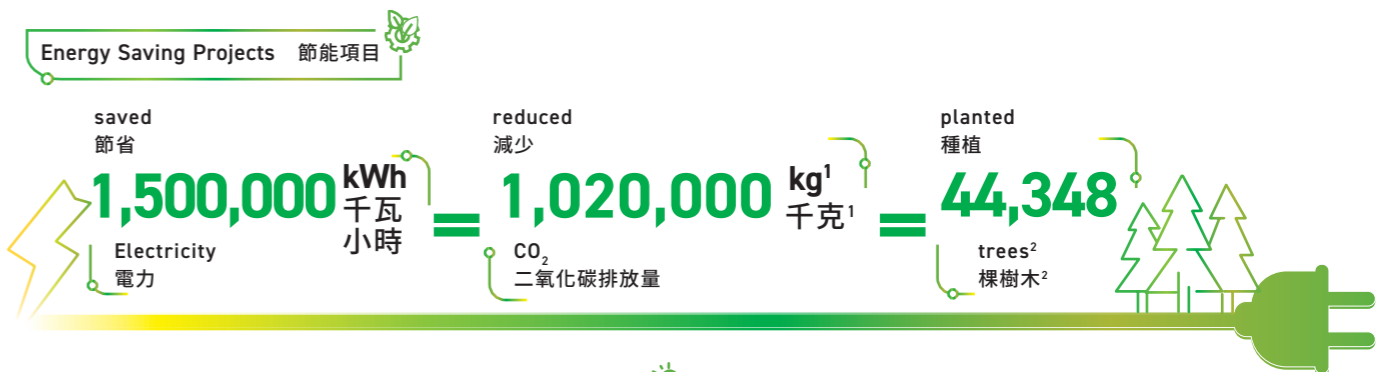 Energy Saving Projects 節能項目
saved
節省
1,500,000 kWh
千瓦
小時
Electricity
電力
=
reduced
減少
1,020,000 kg¹
千克¹
CO₂
二氧化碳排放量
=
planted
種植
44,348
trees²
棵樹木²